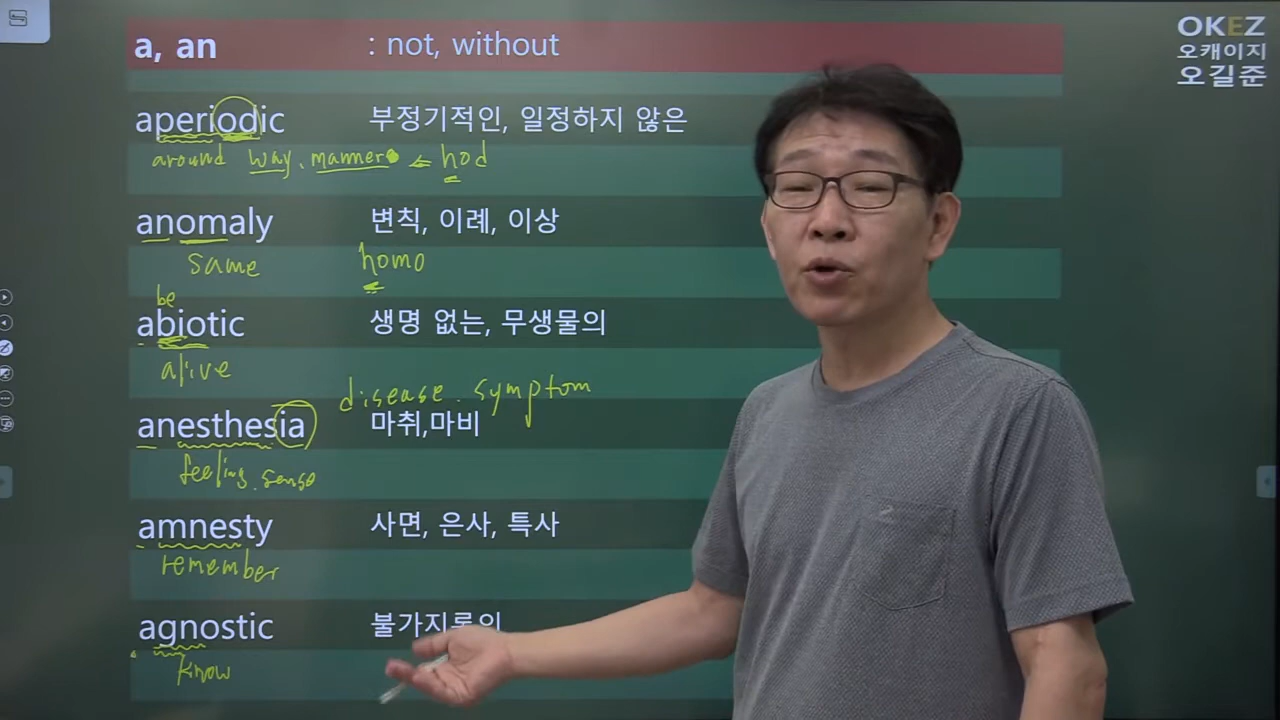 OKEZ
오캐이지
오길준
a, an : not, without
aperiodic 부정기적인, 일정하지 않은
around way, manner ← hod
anomaly 변칙, 이례, 이상
same homo
be
abiotic 생명 없는, 무생물의
alive
disease. symptom
anesthesia 마취,마비
feeling. sense
amnesty 사면, 은사, 특사
remember
agnostic 불가지론의
know